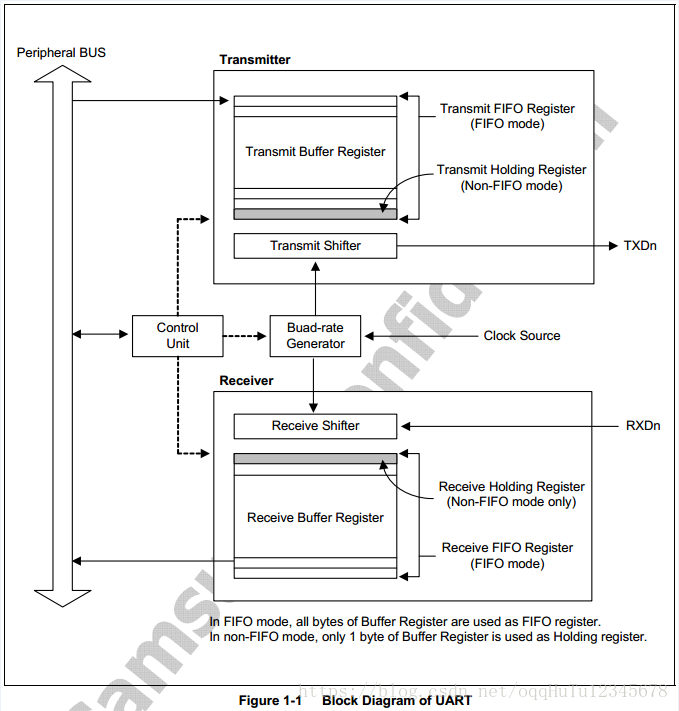 Peripheral BUS
Transmitter
Transmit FIFO Register
(FIFO mode)
Transmit Buffer Register
Transmit Holding Register
(Non-FIFO mode)
Transmit Shifter
TXDn
Control
Unit
Buad-rate
Generator
Clock Source
Receiver
Receive Shifter
RXDn
Receive Holding Register
(Non-FIFO mode only)
Receive Buffer Register
Receive FIFO Register
(FIFO mode)
In FIFO mode, all bytes of Buffer Register are used as FIFO register.
In non-FIFO mode, only 1 byte of Buffer Register is used as Holding register.
https://blog.csdn.net/oqqHuTu12345678
Figure 1-1 Block Diagram of UART